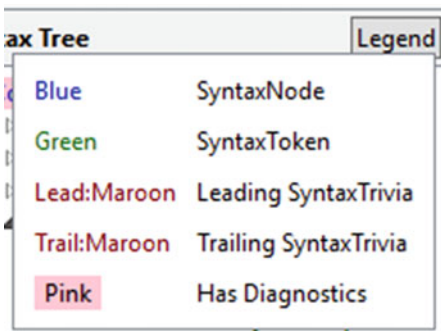 ax Tree Legend
Blue SyntaxNode
Green SyntaxToken
Lead:Maroon Leading SyntaxTrivia
Trail:Maroon Trailing SyntaxTrivia
Pink Has Diagnostics